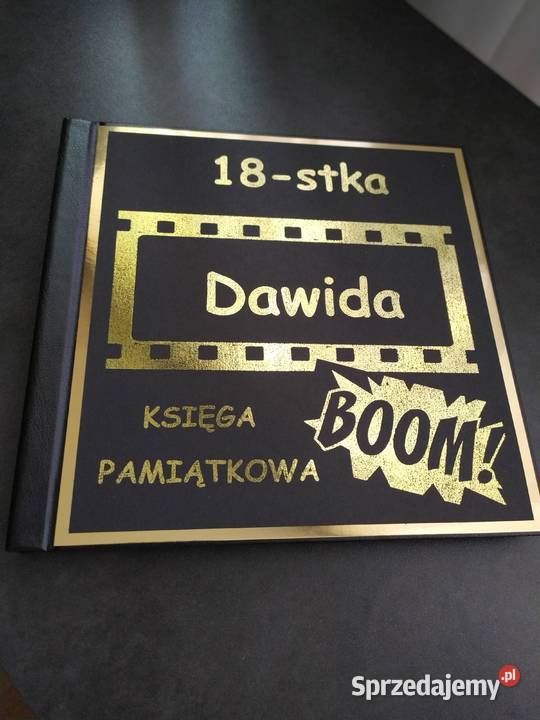 18-stka
Dawida
KSIĘGA
PAMIĄTKOWA
BOOM!
Sprzedajemy.pl